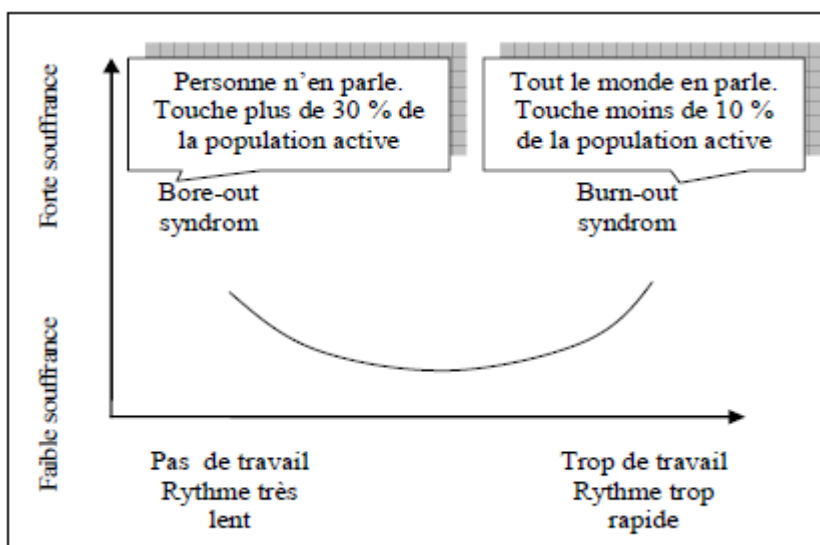 Personne n'en parle.
Touche plus de 30 % de
la population active
Tout le monde en parle.
Touche moins de 10 %
de la population active
Forte souffrance
Bore-out
syndrom
Burn-out
syndrom
Faible souffrance
Pas de travail
Rythme très
lent
Trop de travail
Rythme trop
rapide